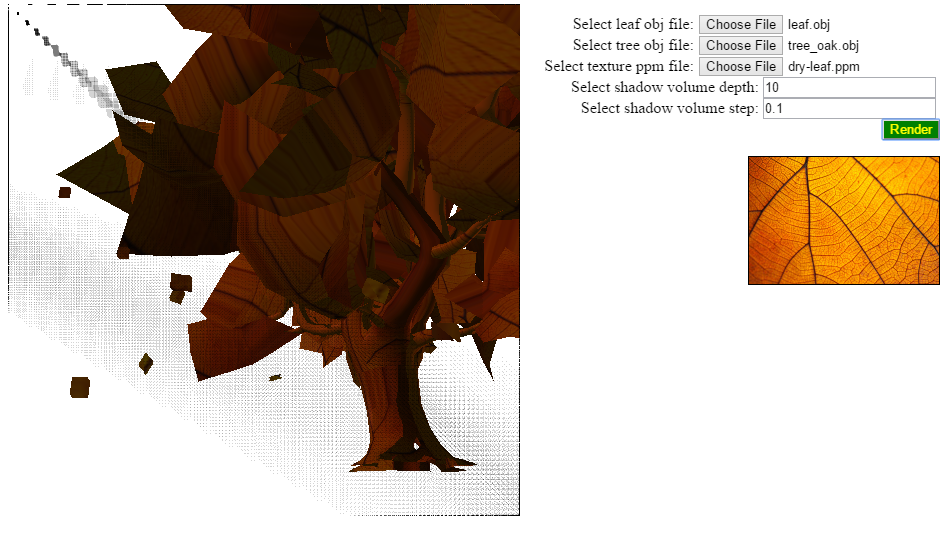 Select leaf obj file: Choose File leaf.obj
Select tree obj file: Choose File tree_oak.obj
Select texture ppm file: Choose File dry-leaf.ppm
Select shadow volume depth: 10
Select shadow volume step: 0.1
Render